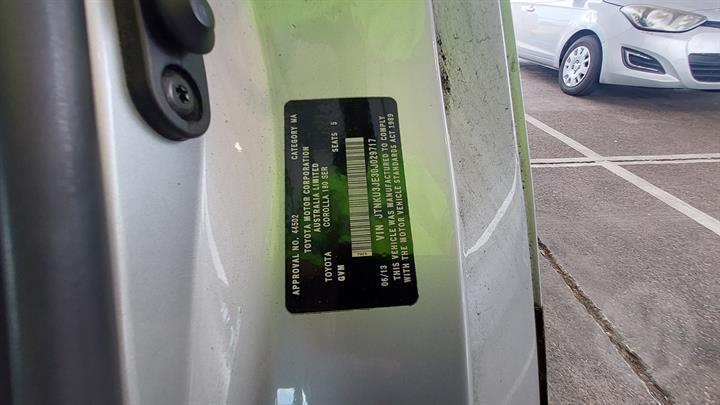 APPROVAL NO. 44502 CATEGORY MA
TOYOTA MOTOR CORPORATION
AUSTRALIA LIMITED
TOYOTA COROLLA 180 SER
GVM SEATS 5
06/13 VIN JTNKU3JE30J029717
THIS VEHICLE WAS MANUFACTURED TO COMPLY
WITH THE MOTOR VEHICLE STANDARDS ACT 1989